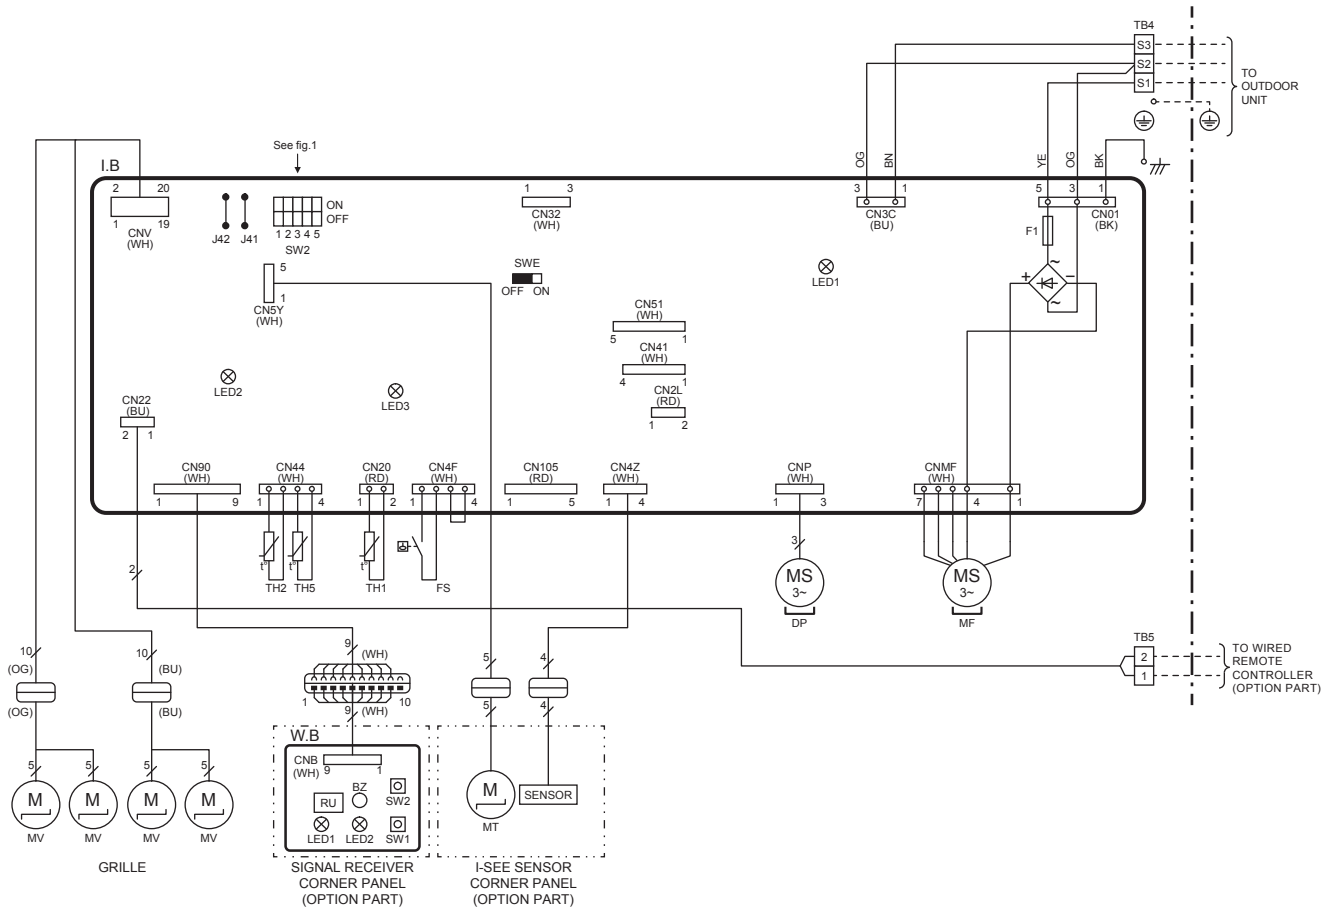 TB4
S3
S2
S1
TO
OUTDOOR
UNIT
See fig.1
I.B
OG
BN
YE
OG
BK
2 20
1 19
CNV
(WH)
J42 J41
ON
OFF
1 2 3 4 5
SW2
1 3
CN32
(WH)
3 1
CN3C
(BU)
5 3 1
CN01
(BK)
F1
~
+ −
~
5
1
CN5Y
(WH)
SWE
OFF ON
LED1
CN51
(WH)
5 1
CN41
(WH)
4 1
CN2L
(RD)
1 2
LED2
LED3
CN22
(BU)
2 1
CN90
(WH)
1 9
CN44
(WH)
1 4
CN20
(RD)
1 2
CN4F
(WH)
1 4
CN105
(RD)
1 5
CN4Z
(WH)
1 4
CNP
(WH)
1 3
CNMF
(WH)
7 4 1
2
t° t° t°
TH2 TH5 TH1 FS
3
MS
3~
DP
MS
3~
MF
TB5
2
1
TO WIRED
REMOTE
CONTROLLER
(OPTION PART)
10
(OG)
(OG)
10
(BU)
(BU)
9
(WH)
1 10
9
(WH)
5
5
4
4
5 5 5 5
M M M M
MV MV MV MV
GRILLE
W.B
CNB
(WH)
9 1
RU
BZ
SW2
LED1 LED2 SW1
SIGNAL RECEIVER
CORNER PANEL
(OPTION PART)
M
MT
SENSOR
I-SEE SENSOR
CORNER PANEL
(OPTION PART)